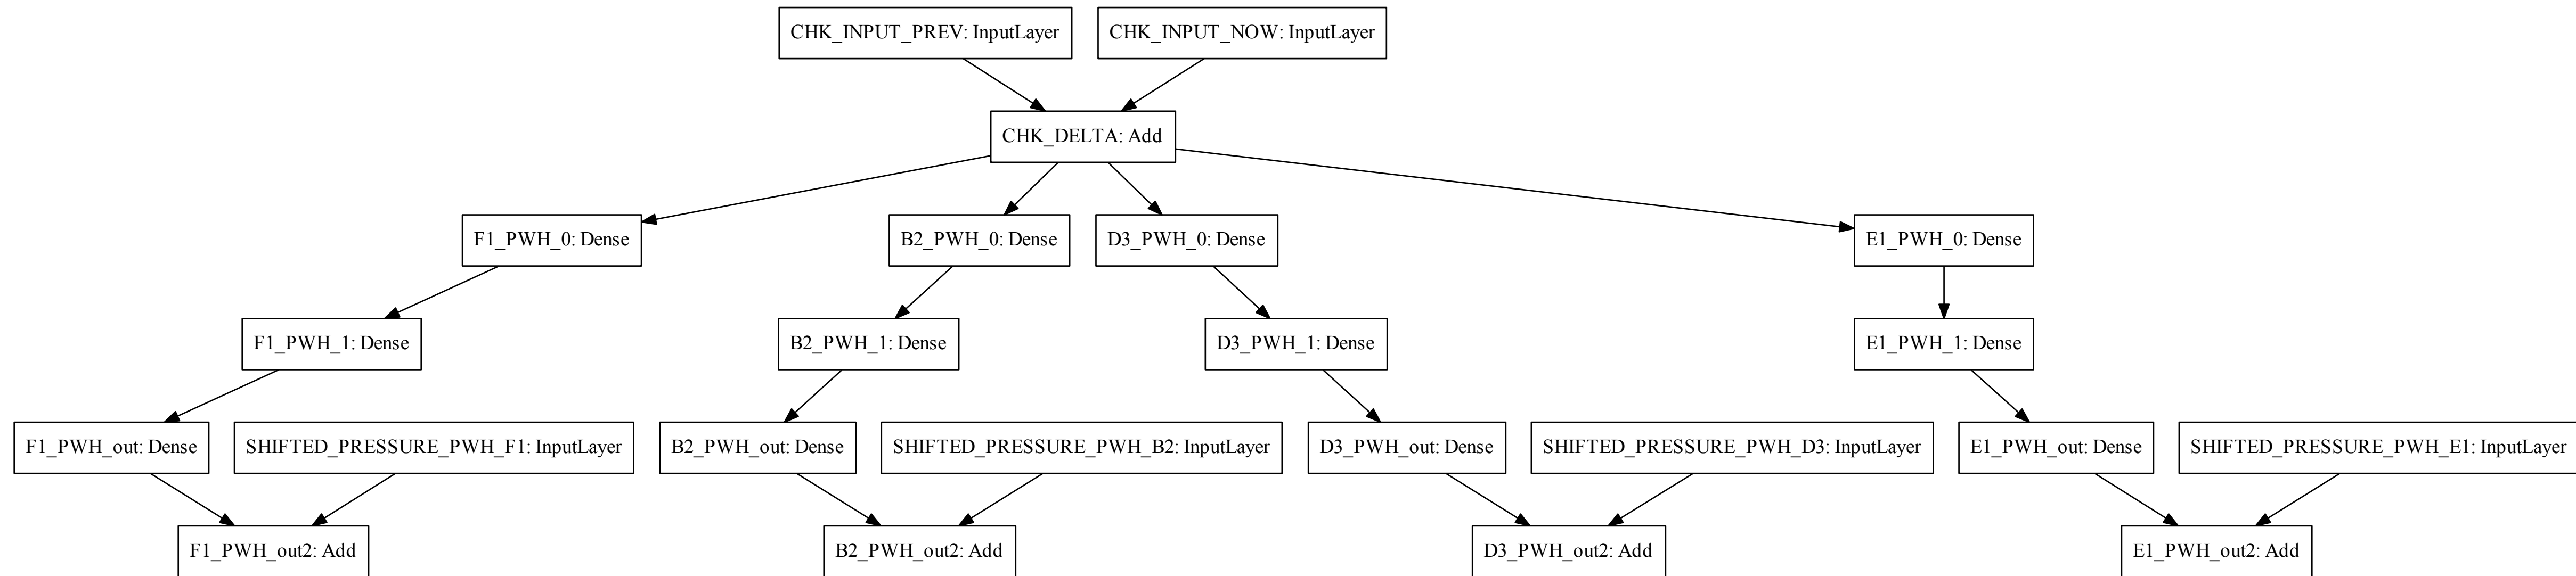 CHK_INPUT_PREV: InputLayer
CHK_INPUT_NOW: InputLayer
CHK_DELTA: Add
F1_PWH_0: Dense
B2_PWH_0: Dense
D3_PWH_0: Dense
E1_PWH_0: Dense
F1_PWH_1: Dense
B2_PWH_1: Dense
D3_PWH_1: Dense
E1_PWH_1: Dense
F1_PWH_out: Dense
SHIFTED_PRESSURE_PWH_F1: InputLayer
B2_PWH_out: Dense
SHIFTED_PRESSURE_PWH_B2: InputLayer
D3_PWH_out: Dense
SHIFTED_PRESSURE_PWH_D3: InputLayer
E1_PWH_out: Dense
SHIFTED_PRESSURE_PWH_E1: InputLayer
F1_PWH_out2: Add
B2_PWH_out2: Add
D3_PWH_out2: Add
E1_PWH_out2: Add